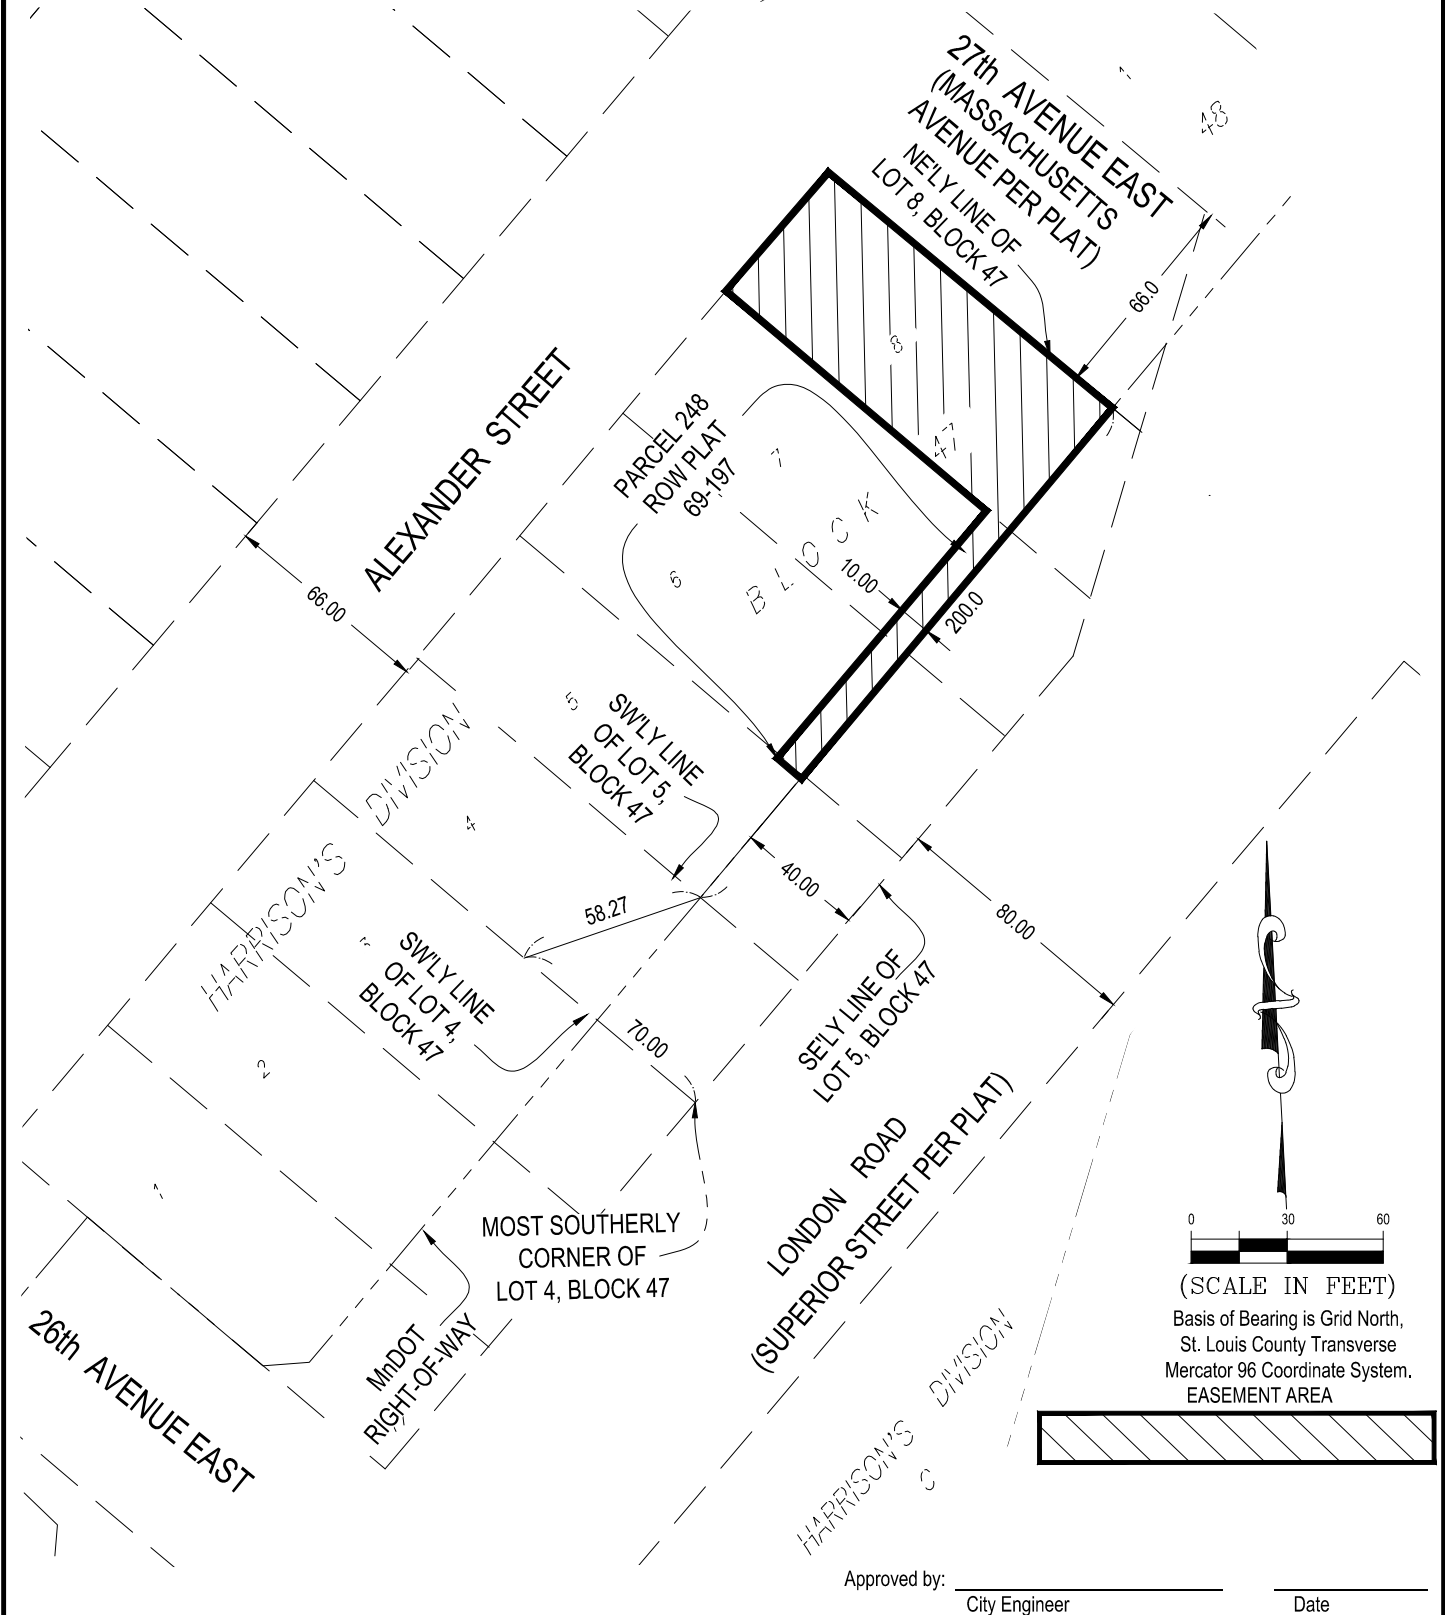 27th AVENUE EAST
(MASSACHUSETTS
AVENUE PER PLAT)
1
48
NE'LY LINE OF
LOT 8, BLOCK 47
66.0
8
47
ALEXANDER STREET
PARCEL 248
ROW PLAT
69-197
7
BLOCK
6
10.00
200.0
66.00
5
SW'LY LINE
OF LOT 5,
BLOCK 47
HARRISON'S DIVISION
4
40.00
80.00
58.27
3
SW'LY LINE
OF LOT 4,
BLOCK 47
SE'LY LINE OF
LOT 5, BLOCK 47
70.00
2
1
LONDON ROAD
(SUPERIOR STREET PER PLAT)
MOST SOUTHERLY
CORNER OF
LOT 4, BLOCK 47
MnDOT
RIGHT-OF-WAY
26th AVENUE EAST
HARRISON'S DIVISION
C
0 30 60
(SCALE IN FEET)
Basis of Bearing is Grid North,
St. Louis County Transverse
Mercator 96 Coordinate System.
EASEMENT AREA
Approved by:
City Engineer Date